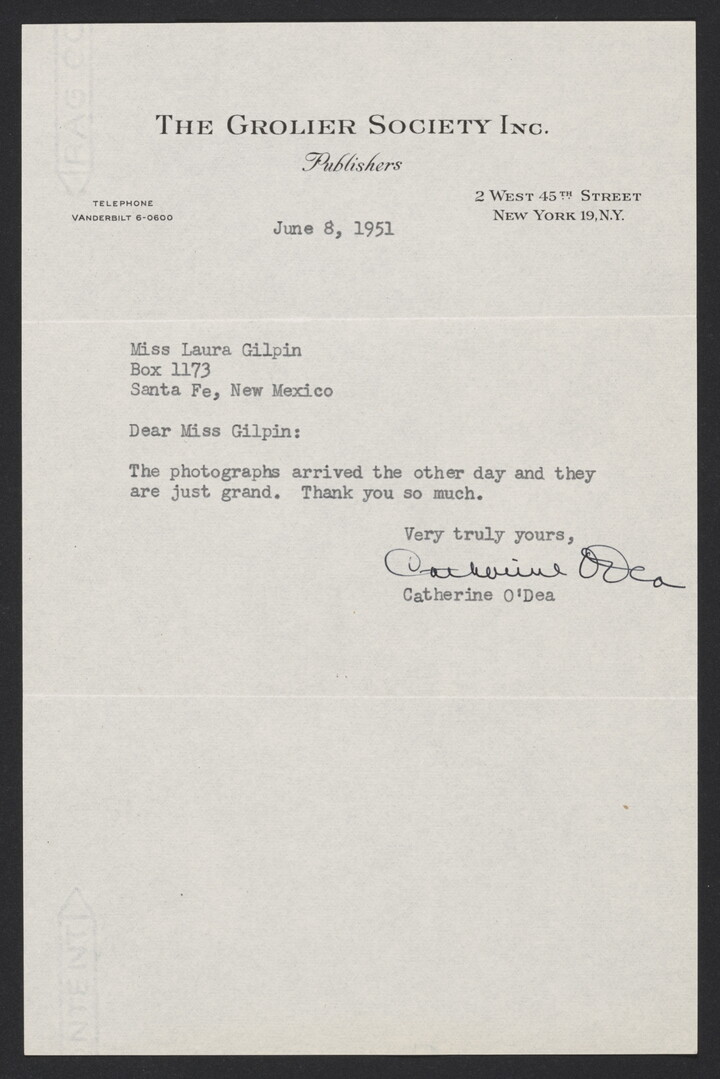 THE GROLIER SOCIETY INC.
Publishers
TELEPHONE
VANDERBILT 6-0600
2 WEST 45TH STREET
NEW YORK 19, N.Y.
June 8, 1951
Miss Laura Gilpin
Box 1173
Santa Fe, New Mexico
Dear Miss Gilpin:
The photographs arrived the other day and they
are just grand. Thank you so much.
Very truly yours,
Catherine O'Dea
Catherine O'Dea